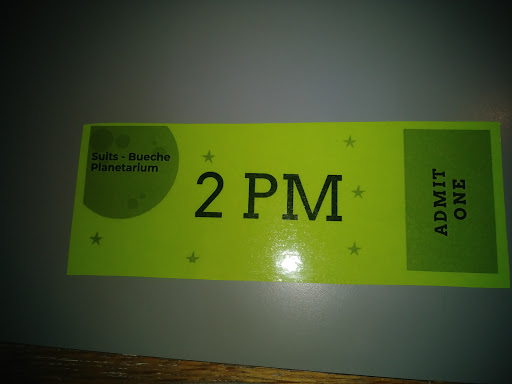 Suits - Bueche
Planetarium
2 PM
ADMIT
ONE